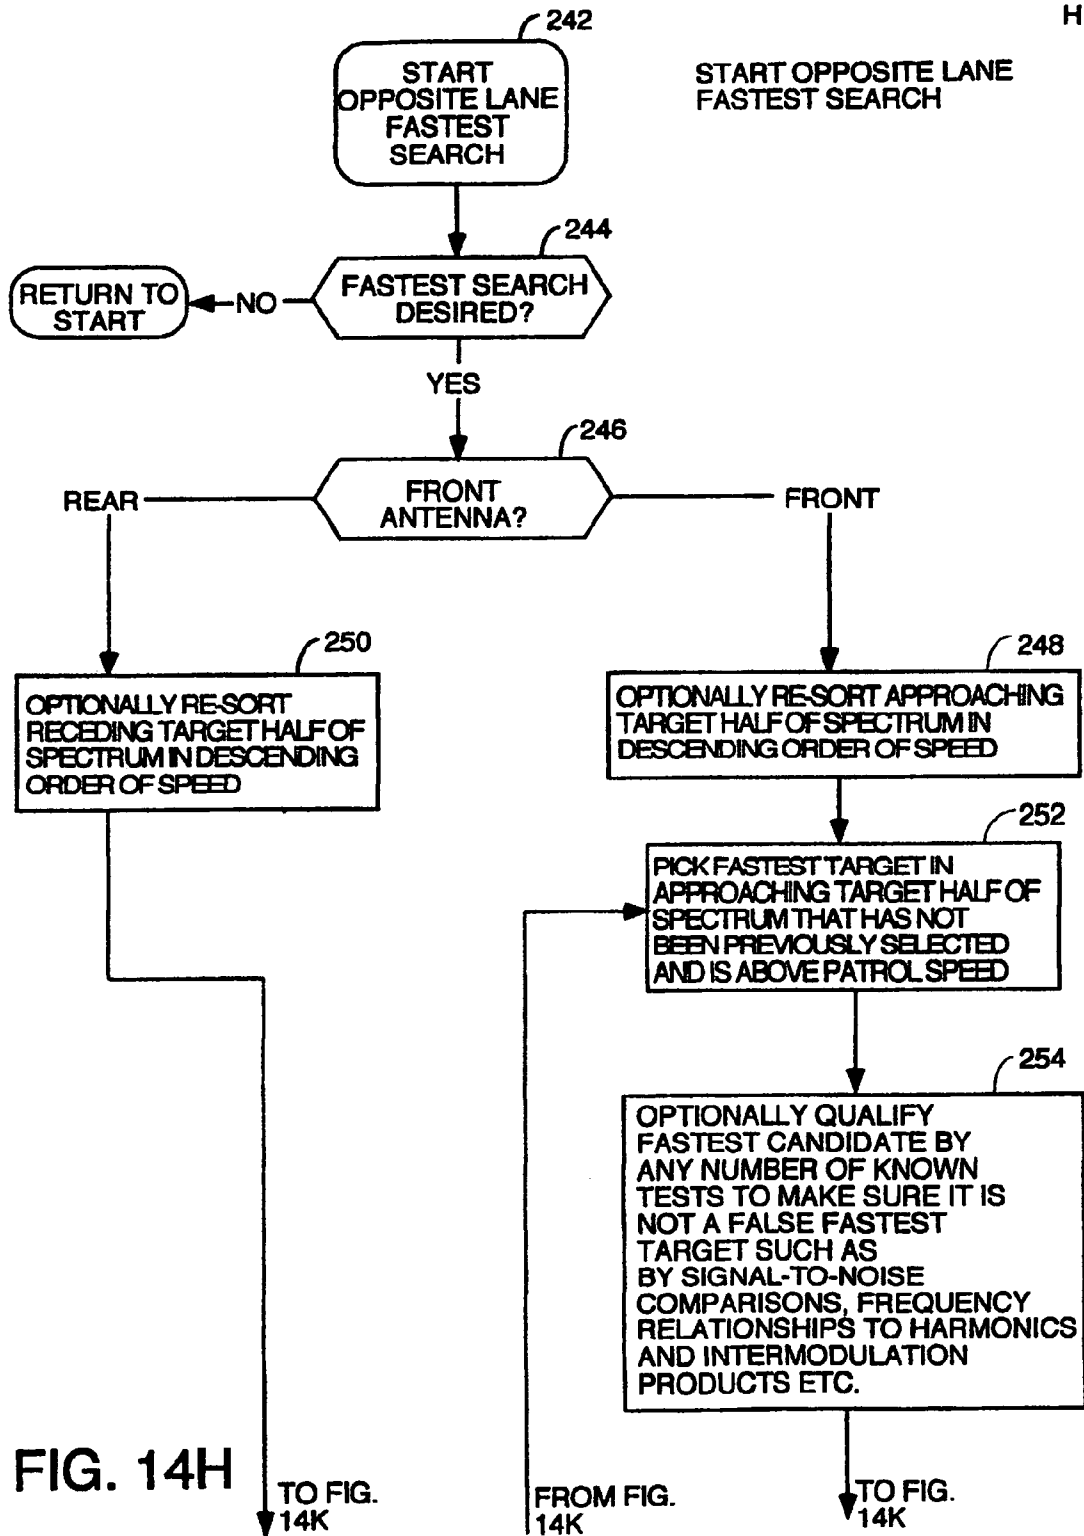 H
242
START
OPPOSITE LANE
FASTEST
SEARCH
START OPPOSITE LANE
FASTEST SEARCH
244
FASTEST SEARCH
DESIRED?
NO
RETURN TO
START
YES
246
FRONT
ANTENNA?
REAR
FRONT
250
OPTIONALLY RE-SORT
RECEDING TARGET HALF OF
SPECTRUM IN DESCENDING
ORDER OF SPEED
248
OPTIONALLY RE-SORT APPROACHING
TARGET HALF OF SPECTRUM IN
DESCENDING ORDER OF SPEED
252
PICK FASTEST TARGET IN
APPROACHING TARGET HALF OF
SPECTRUM THAT HAS NOT
BEEN PREVIOUSLY SELECTED
AND IS ABOVE PATROL SPEED
254
OPTIONALLY QUALIFY
FASTEST CANDIDATE BY
ANY NUMBER OF KNOWN
TESTS TO MAKE SURE IT IS
NOT A FALSE FASTEST
TARGET SUCH AS
BY SIGNAL-TO-NOISE
COMPARISONS, FREQUENCY
RELATIONSHIPS TO HARMONICS
AND INTERMODULATION
PRODUCTS ETC.
FIG. 14H
TO FIG.
14K
FROM FIG.
14K
TO FIG.
14K